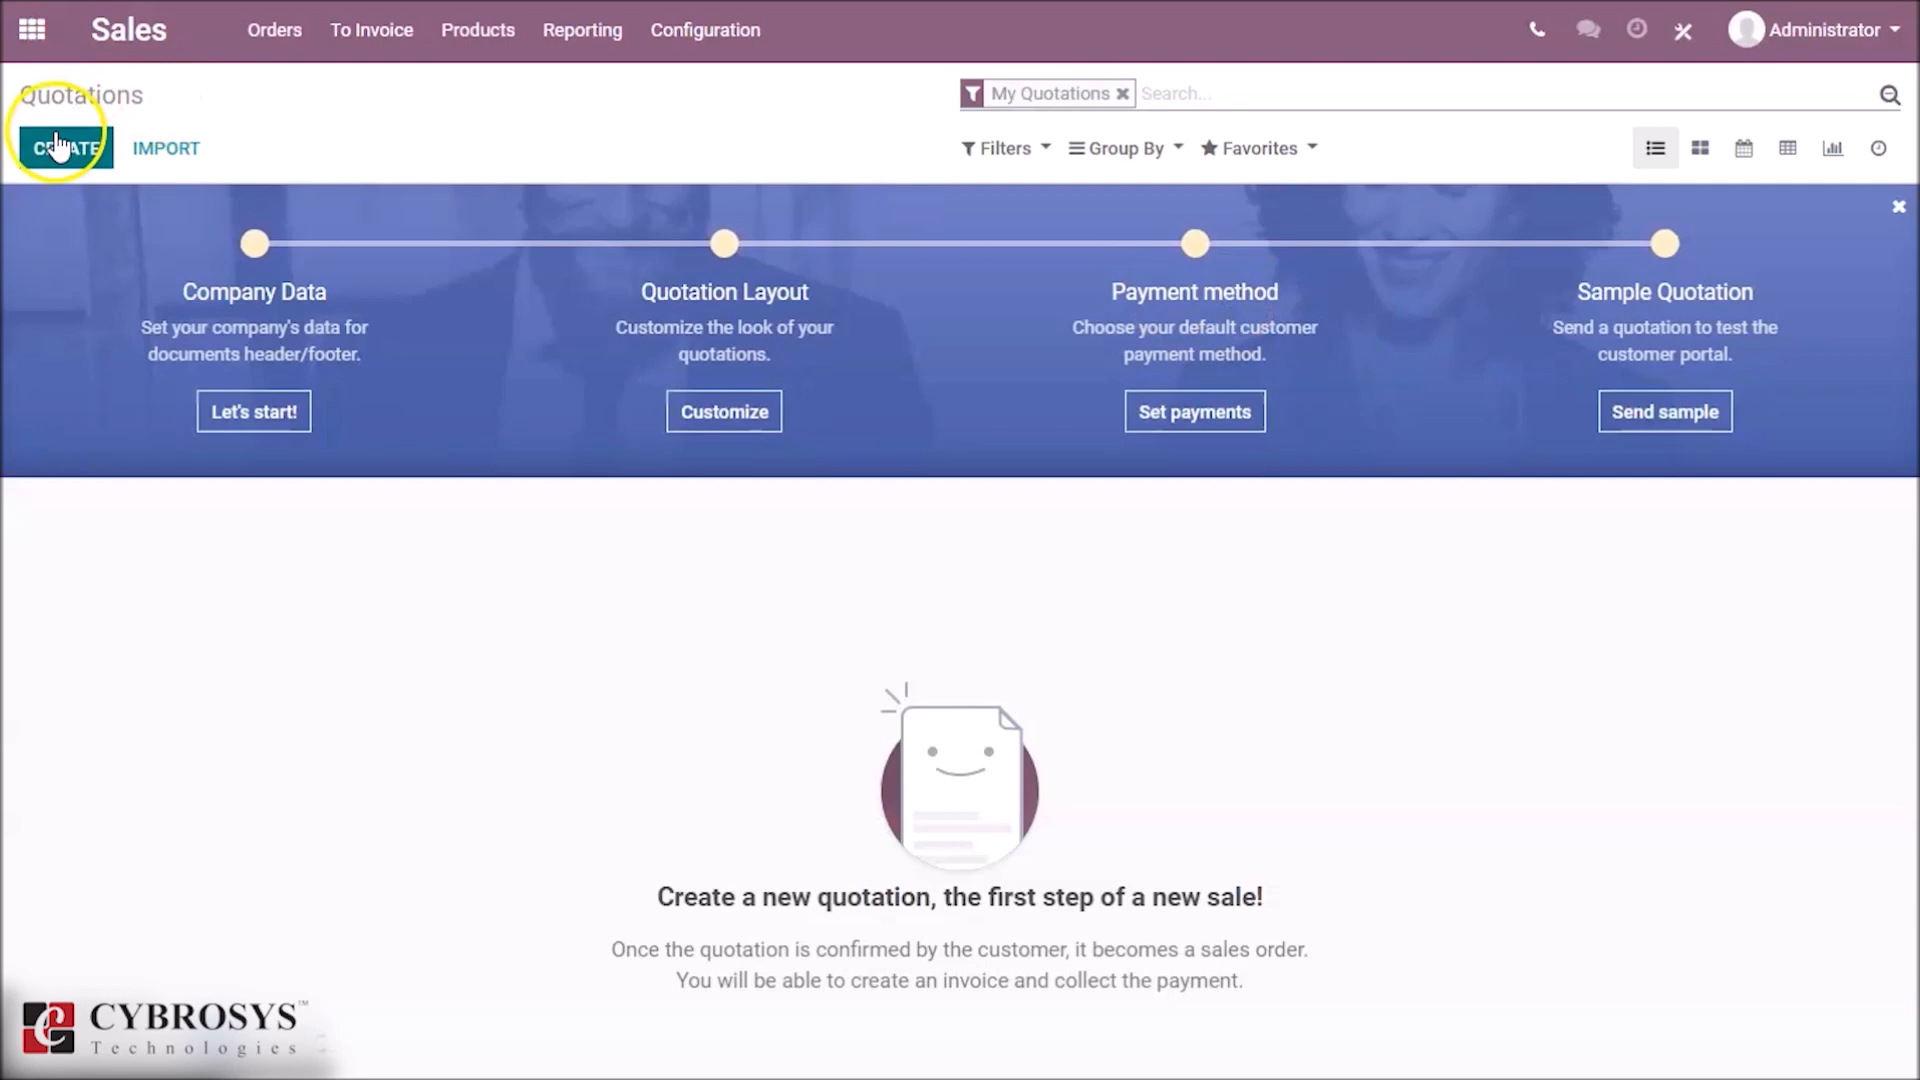 Sales
Orders
To Invoice
Products
Reporting
Configuration
Administrator
Quotations
My Quotations
Search...
CREATE
IMPORT
Filters
Group By
Favorites
Company Data
Set your company's data for
documents header/footer.
Let's start!
Quotation Layout
Customize the look of your
quotations.
Customize
Payment method
Choose your default customer
payment method.
Set payments
Sample Quotation
Send a quotation to test the
customer portal.
Send sample
Create a new quotation, the first step of a new sale!
Once the quotation is confirmed by the customer, it becomes a sales order.
You will be able to create an invoice and collect the payment.
CYBROSYS™
Technologies